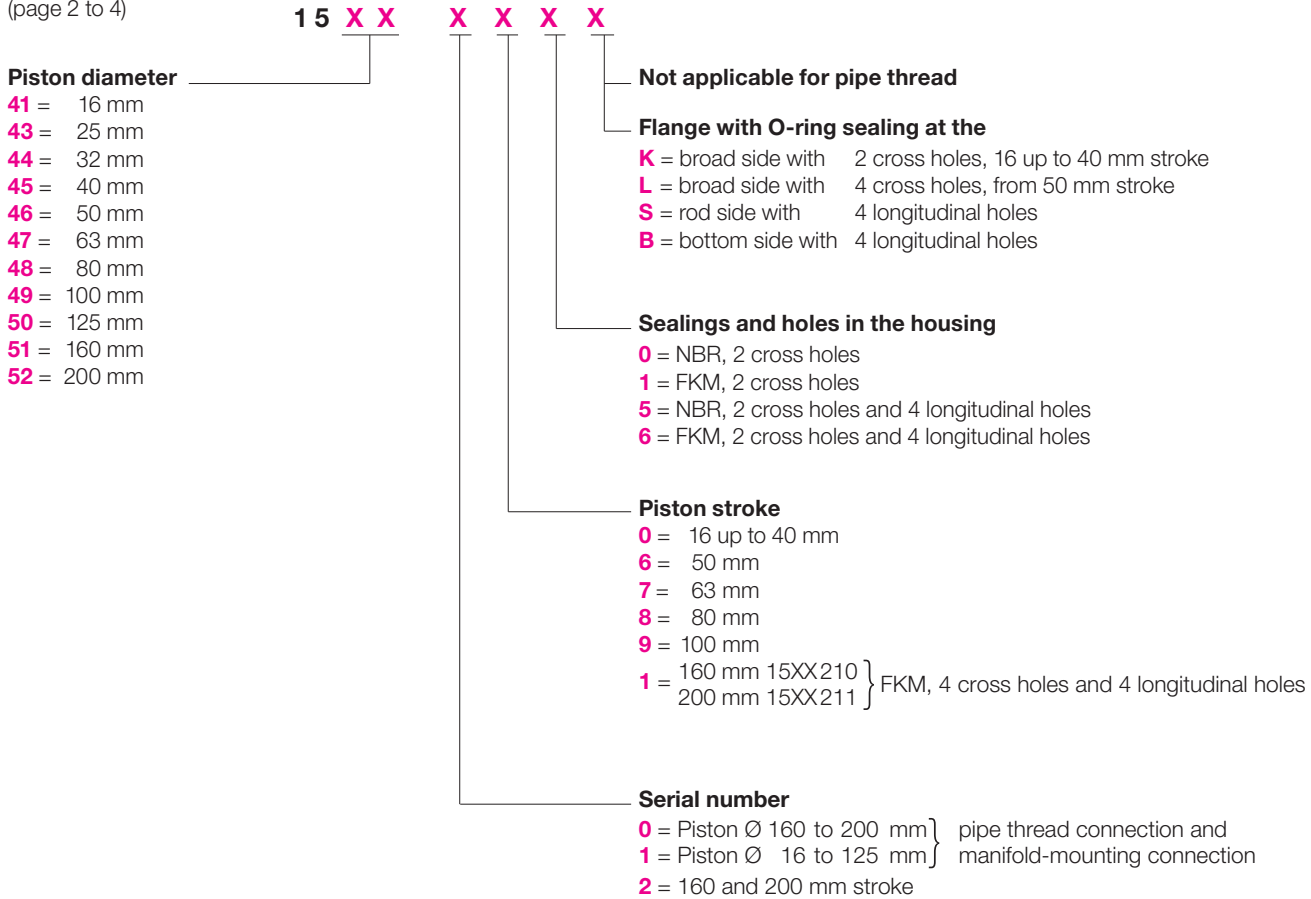 (page 2 to 4)
15 X X X X X X
Piston diameter
41 = 16 mm
43 = 25 mm
44 = 32 mm
45 = 40 mm
46 = 50 mm
47 = 63 mm
48 = 80 mm
49 = 100 mm
50 = 125 mm
51 = 160 mm
52 = 200 mm
Not applicable for pipe thread
Flange with O-ring sealing at the
K = broad side with 2 cross holes, 16 up to 40 mm stroke
L = broad side with 4 cross holes, from 50 mm stroke
S = rod side with 4 longitudinal holes
B = bottom side with 4 longitudinal holes
Sealings and holes in the housing
0 = NBR, 2 cross holes
1 = FKM, 2 cross holes
5 = NBR, 2 cross holes and 4 longitudinal holes
6 = FKM, 2 cross holes and 4 longitudinal holes
Piston stroke
0 = 16 up to 40 mm
6 = 50 mm
7 = 63 mm
8 = 80 mm
9 = 100 mm
1 = 160 mm 15XX210
200 mm 15XX211 } FKM, 4 cross holes and 4 longitudinal holes
Serial number
0 = Piston Ø 160 to 200 mm } pipe thread connection and
1 = Piston Ø 16 to 125 mm } manifold-mounting connection
2 = 160 and 200 mm stroke